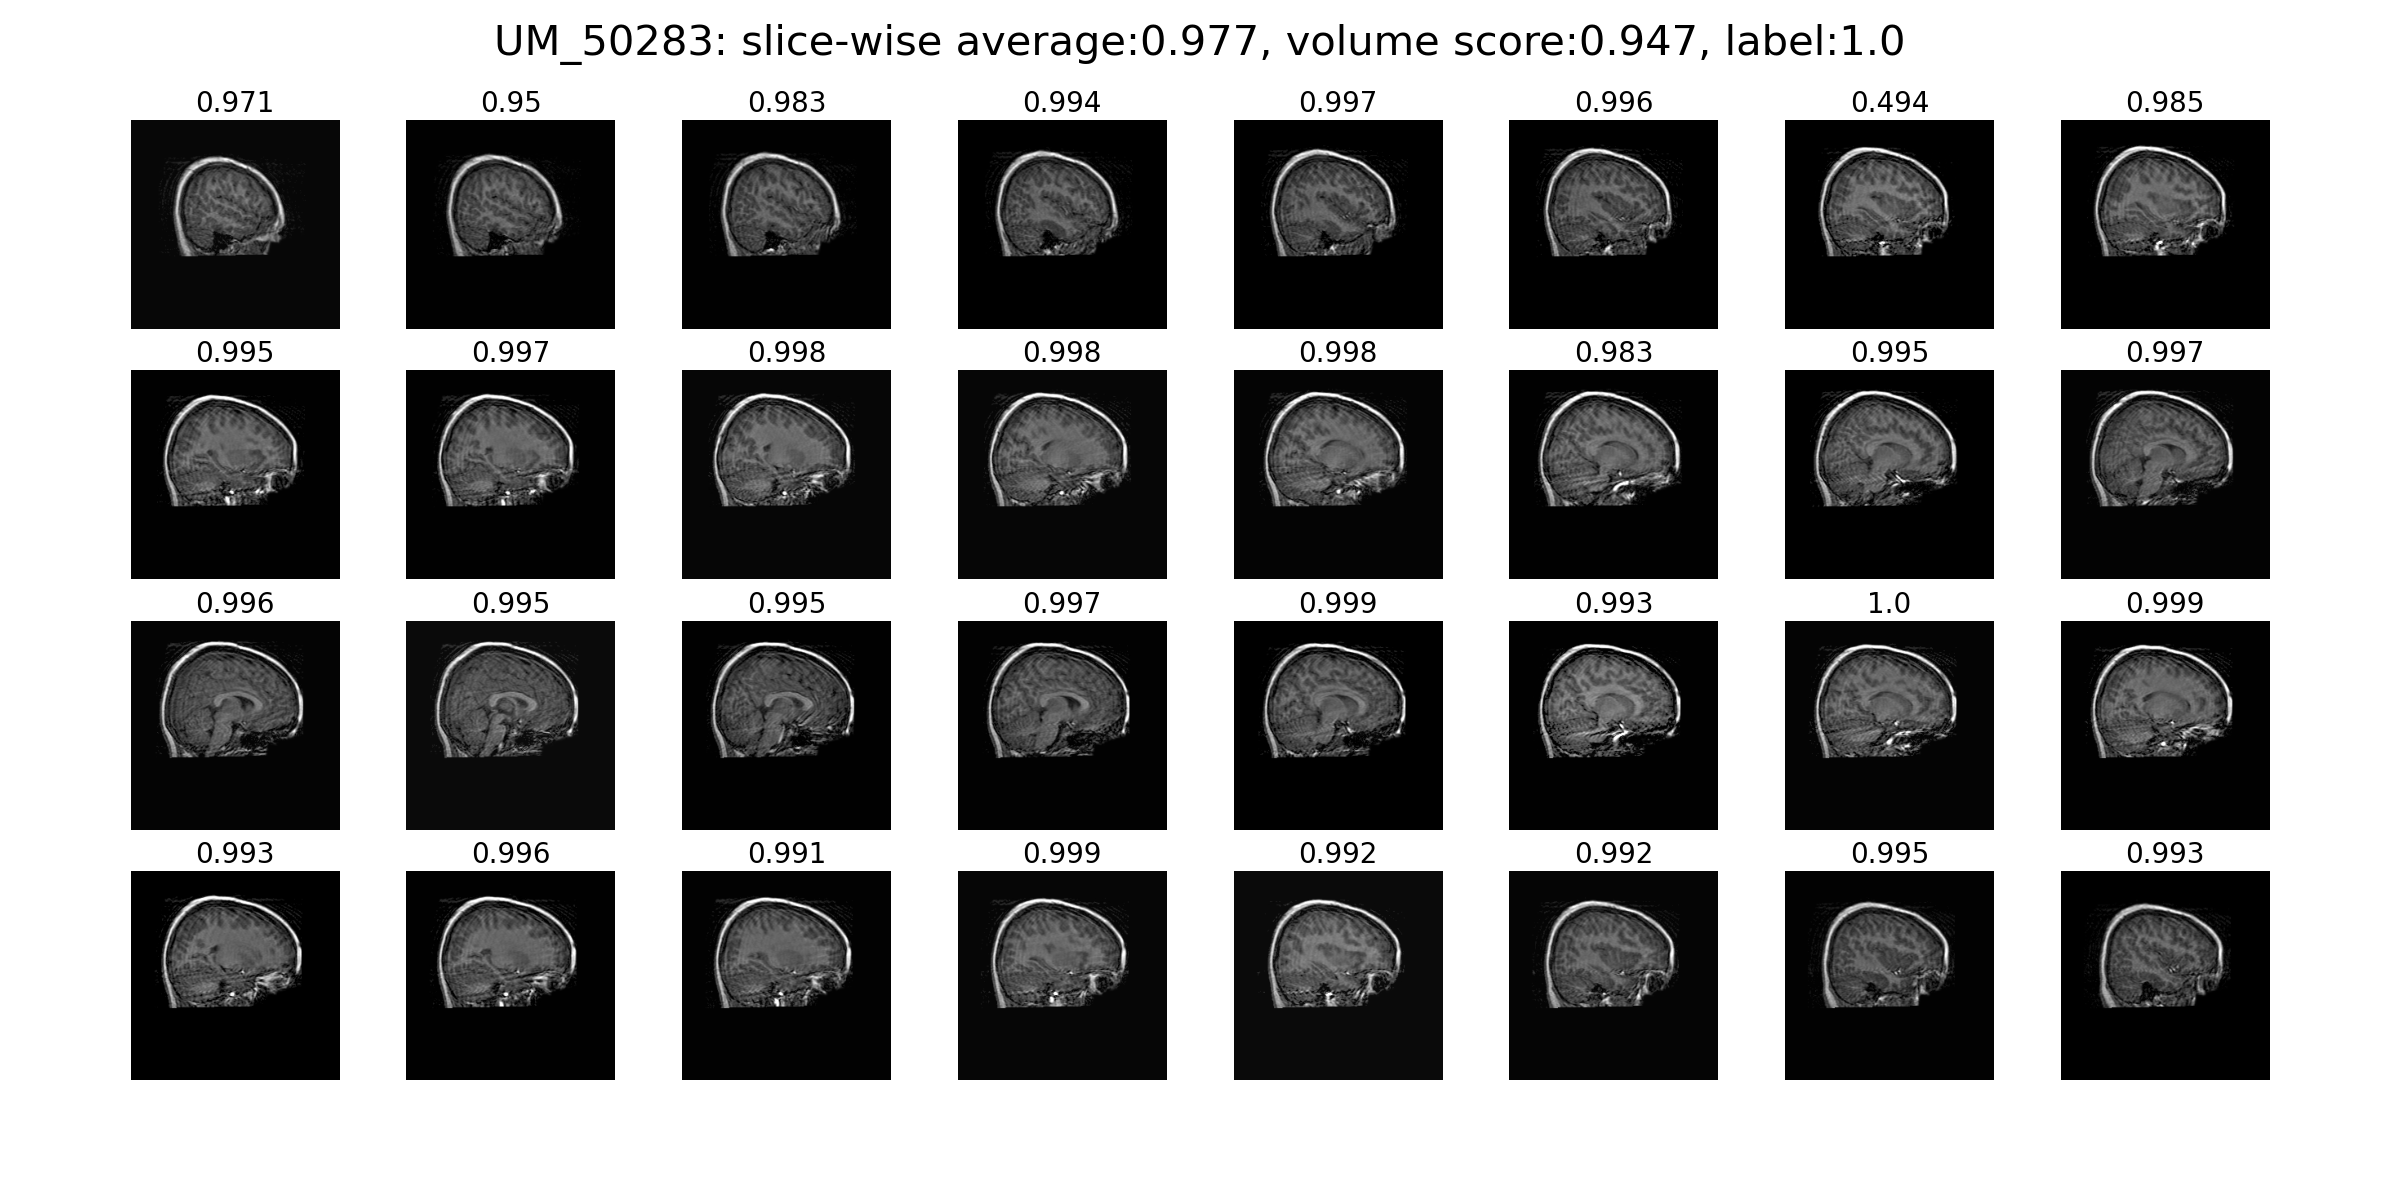 UM_50283: slice-wise average:0.977, volume score:0.947, label:1.0
0.971 0.95 0.983 0.994 0.997 0.996 0.494 0.985
0.995 0.997 0.998 0.998 0.998 0.983 0.995 0.997
0.996 0.995 0.995 0.997 0.999 0.993 1.0 0.999
0.993 0.996 0.991 0.999 0.992 0.992 0.995 0.993